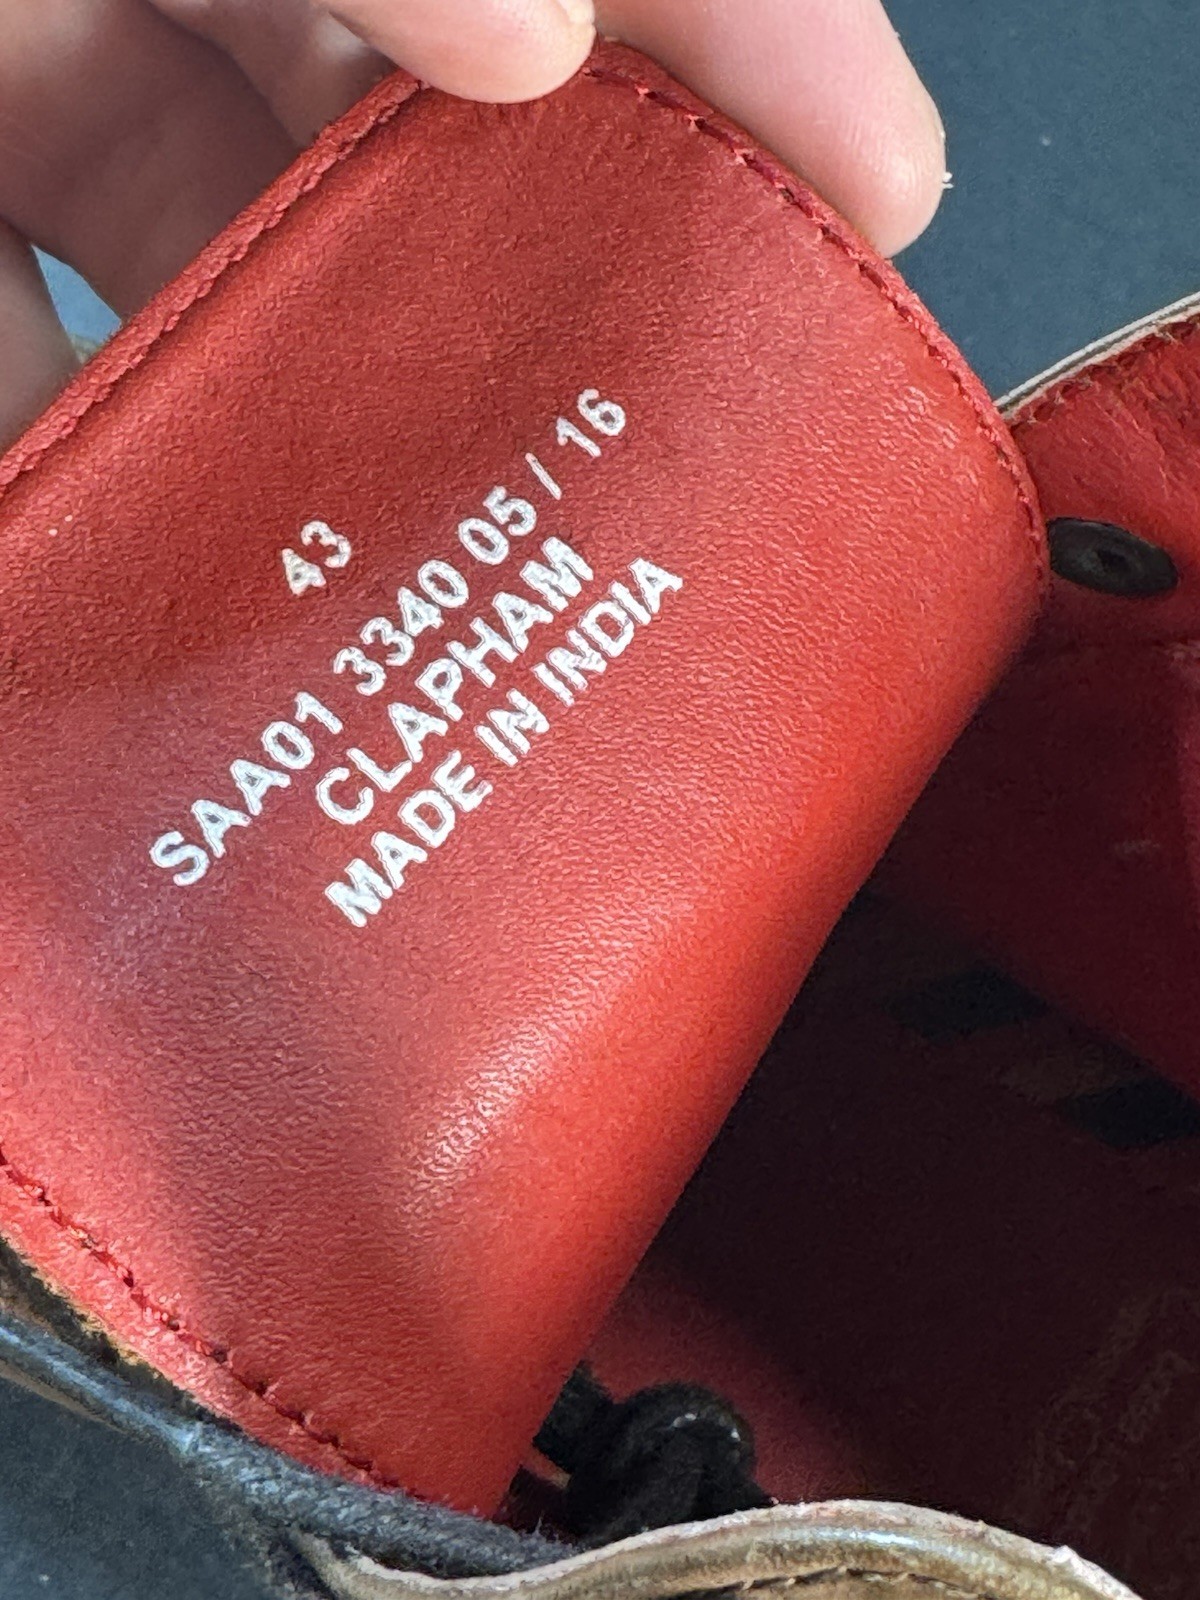 43
SAA01 3340 05 / 16
CLAPHAM
MADE IN INDIA